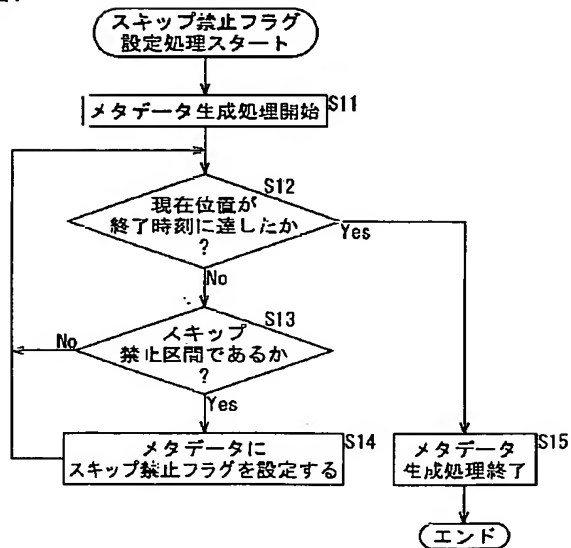 スキップ禁止フラグ
設定処理スタート
メタデータ生成処理開始
S11
S12
現在位置が
終了時刻に達したか
?
Yes
No
S13
スキップ
禁止区間であるか
?
No
Yes
S14
メタデータに
スキップ禁止フラグを設定する
S15
メタデータ
生成処理終了
エンド